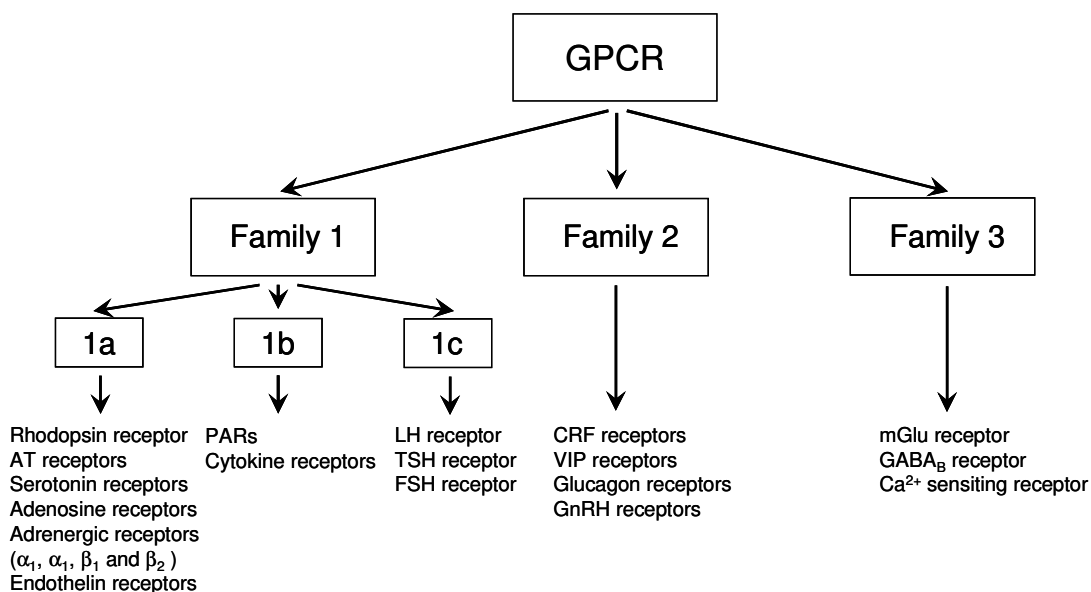 GPCR
Family 1
Family 2
Family 3
1a
1b
1c
Rhodopsin receptor
AT receptors
Serotonin receptors
Adenosine receptors
Adrenergic receptors
(α₁, α₁, β₁ and β₂ )
Endothelin receptors
PARs
Cytokine receptors
LH receptor
TSH receptor
FSH receptor
CRF receptors
VIP receptors
Glucagon receptors
GnRH receptors
mGlu receptor
GABA_B receptor
Ca²⁺ sensiting receptor